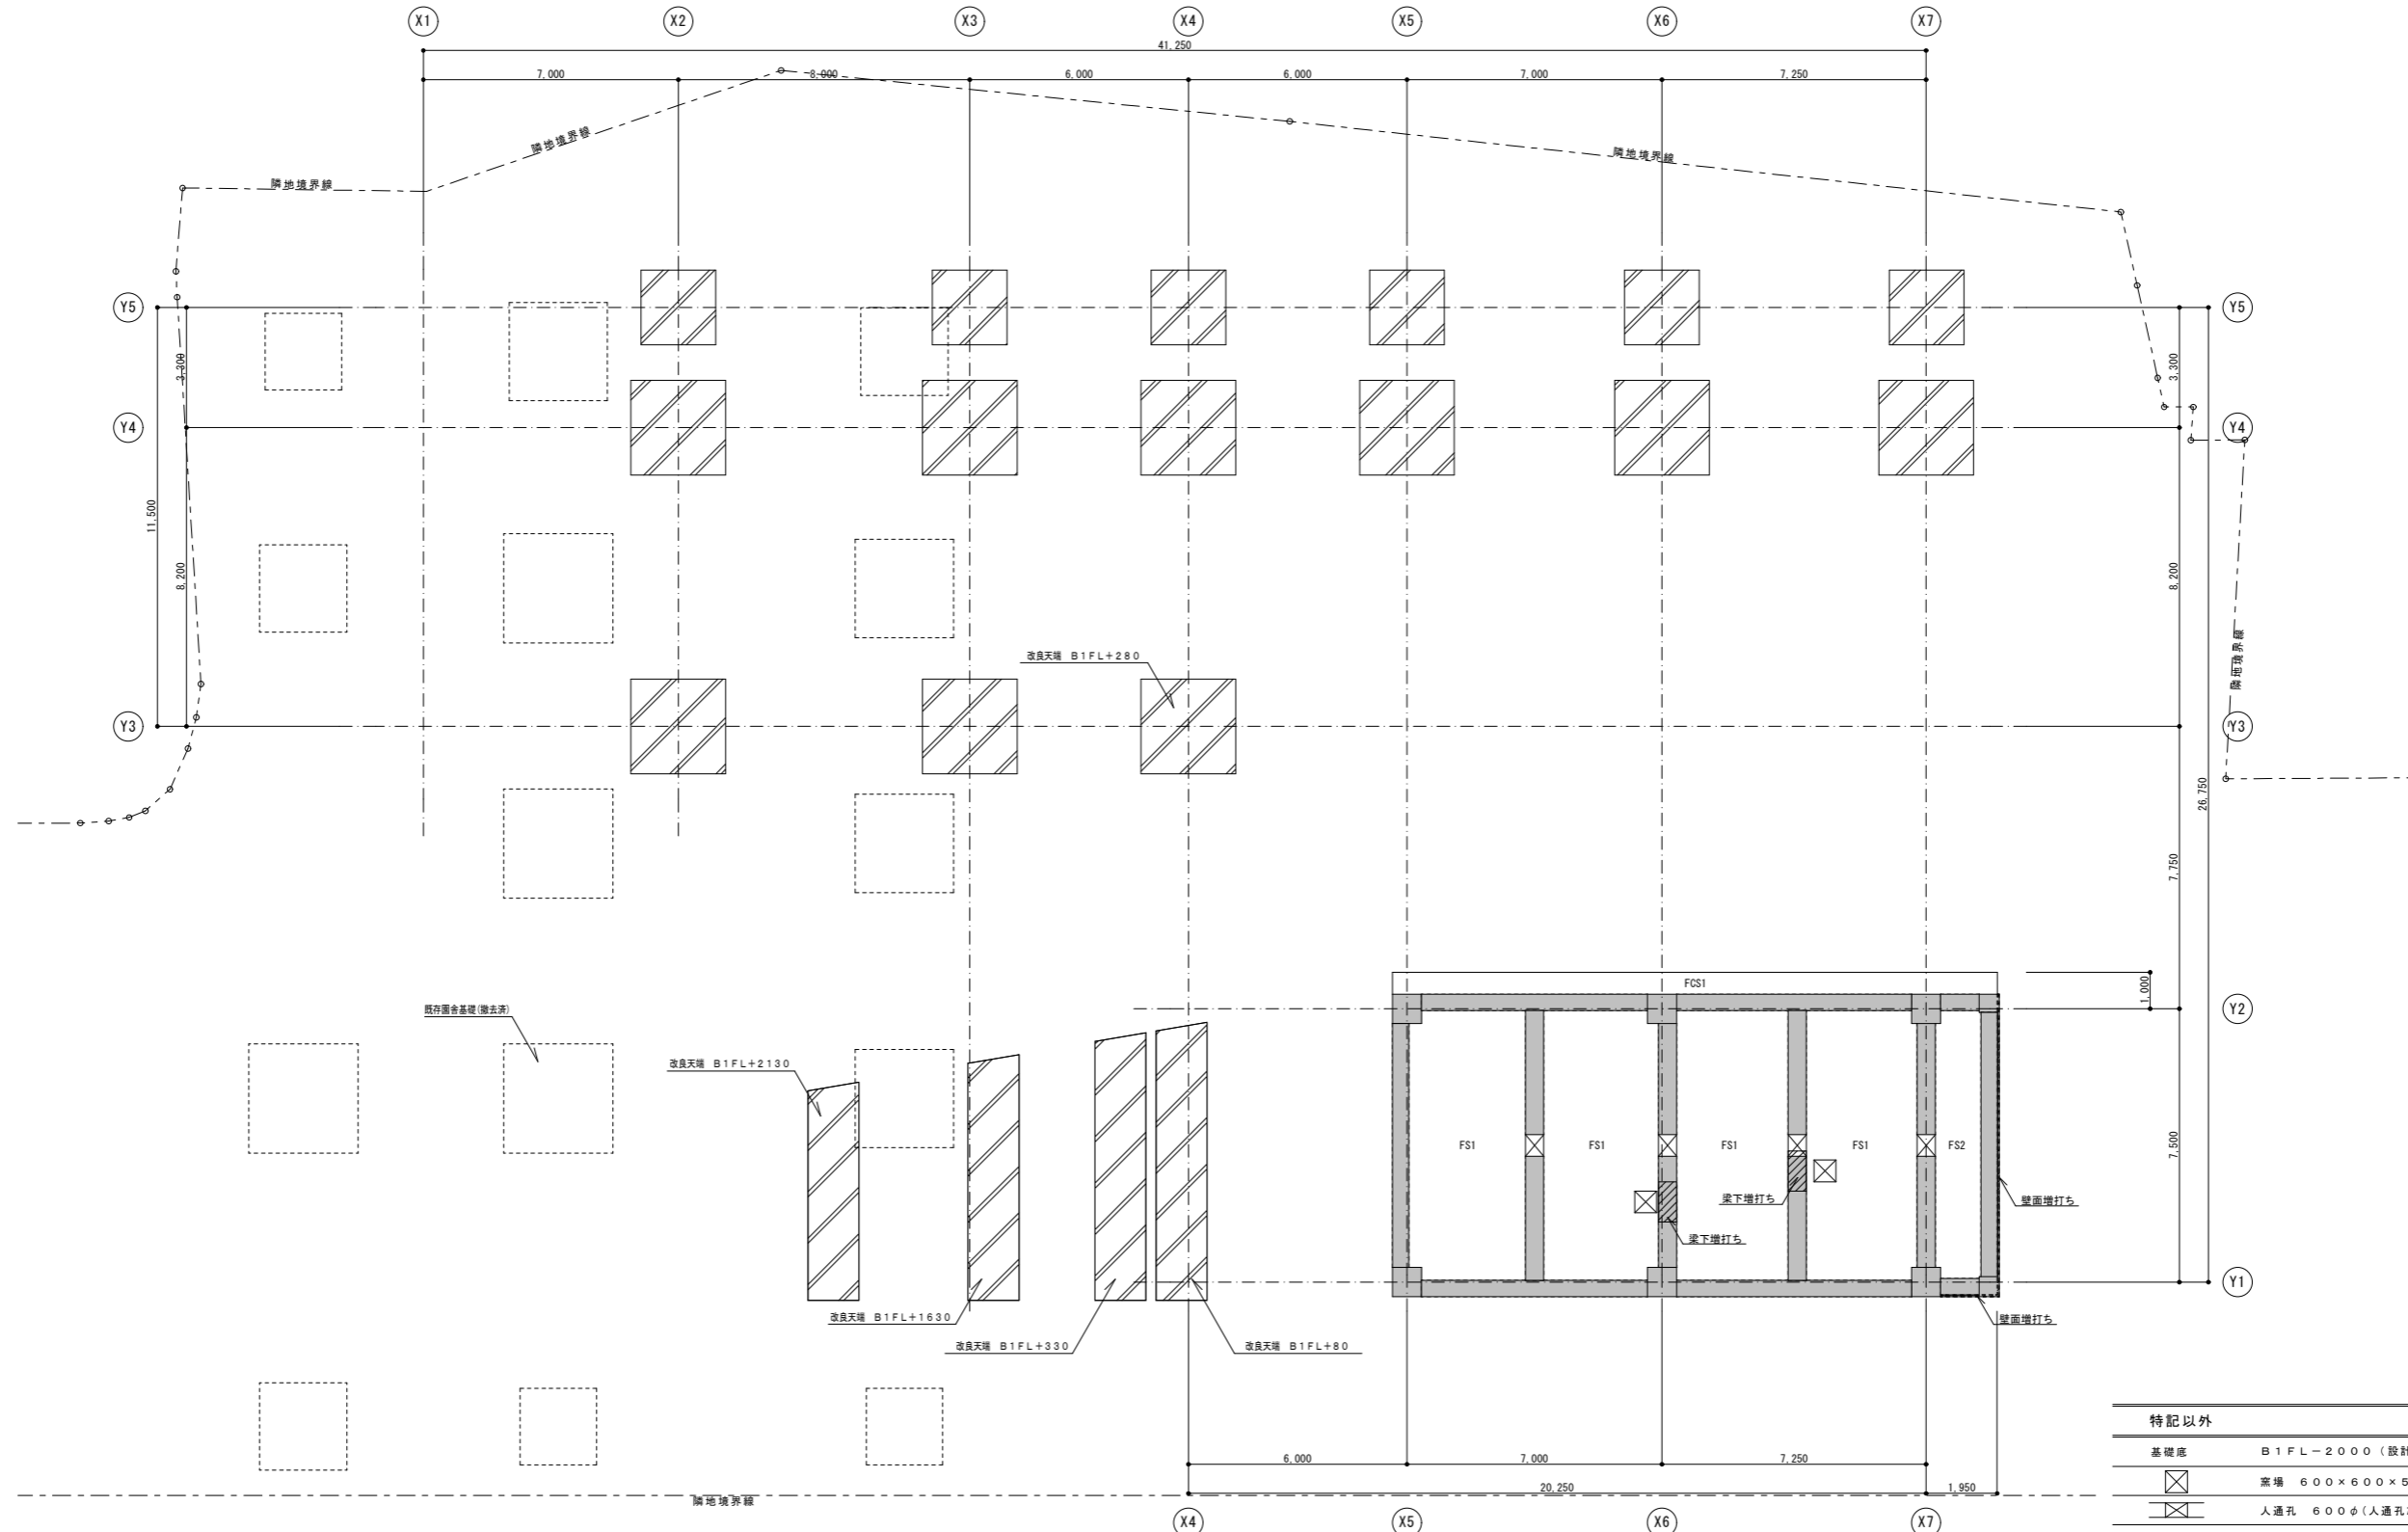 X1 X2 X3 X4 X5 X6 X7
41,250
7,000 8,000 6,000 6,000 7,000 7,250
隣地境界線
隣地境界線
隣地境界線
Y5 Y5
3,300 3,300
Y4 Y4
11,500
8,200 8,200
隣地境界線
改良天端 B1FL+280
Y3 Y3
26,750
7,750
FCS1
1,000
既存園舎基礎(撤去済)
Y2
改良天端 B1FL+2130
FS1 FS1 FS1 FS1 FS2
7,500
梁下増打ち
壁面増打ち
梁下増打ち
Y1
改良天端 B1FL+1630
壁面増打ち
改良天端 B1FL+330
改良天端 B1FL+80
特記以外
基礎底 B1FL-2000(設
6,000 7,000 7,250
釜場 600×600×5
20,250 1,950
隣地境界線
人通孔 600φ(人通孔
X4 X5 X6 X7